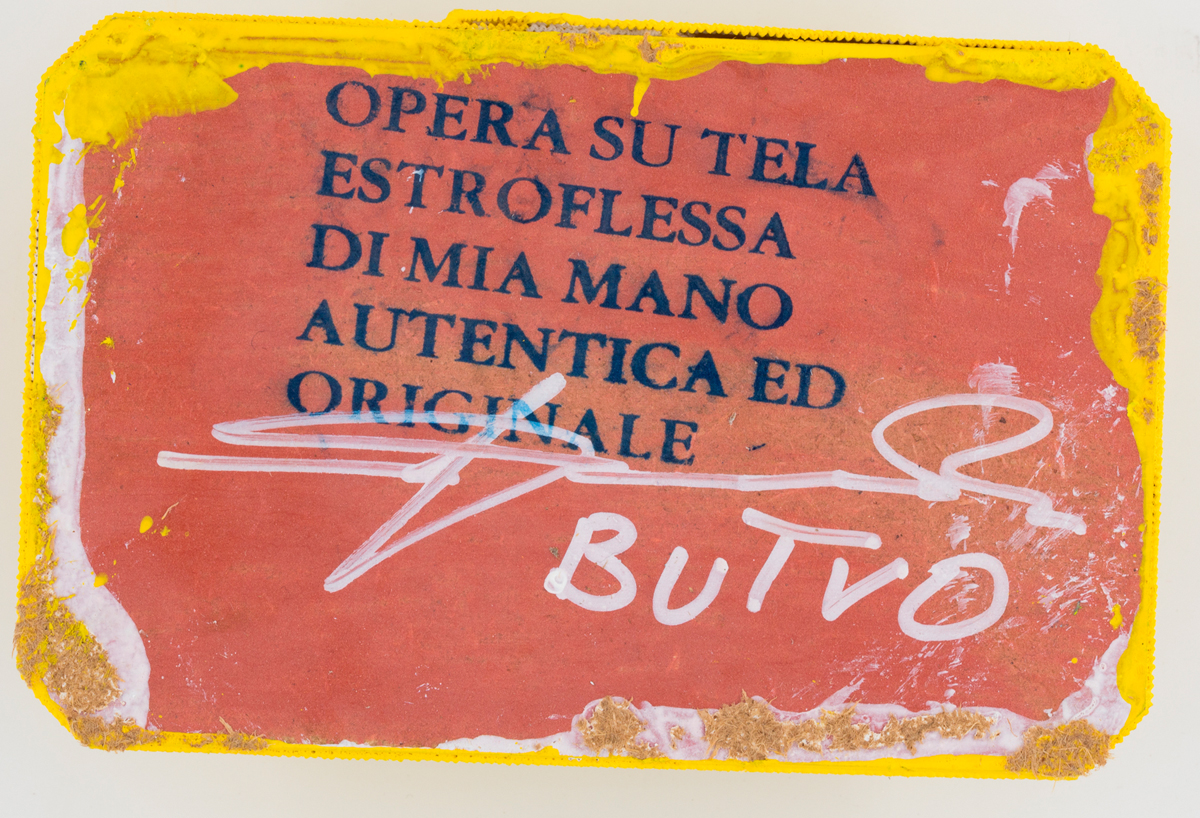 OPERA SU TELA
ESTROFLESSA
DI MIA MANO
AUTENTICA ED
ORIGINALE
BUTVO